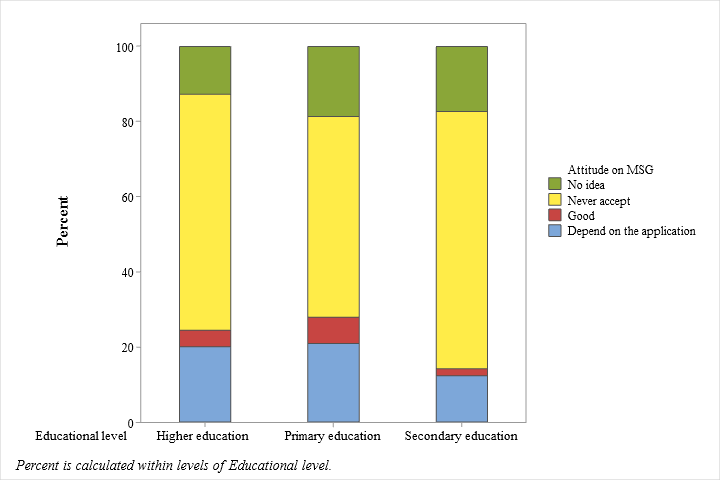 100
80
60
40
20
0
Percent
Attitude on MSG
No idea
Never accept
Good
Depend on the application
Educational level Higher education Primary education Secondary education
Percent is calculated within levels of Educational level.